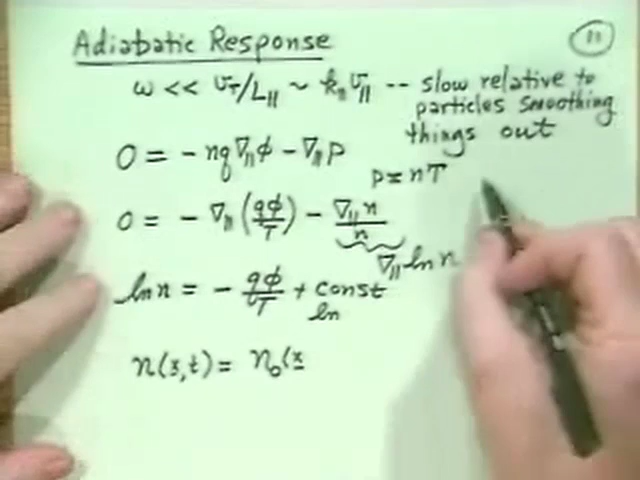 Adiabatic Response
11
ω << v_T/L_∥ ~ k_∥ v_∥ -- slow relative to
particles smoothing
things out
0 = - nq∇_∥φ - ∇_∥p
p = nT
0 = - ∇_∥(qφ/T) - ∇_∥n/n
∇_∥ ln n
ln n = - qφ/T + const
ln
n(x,t) = n_0(x